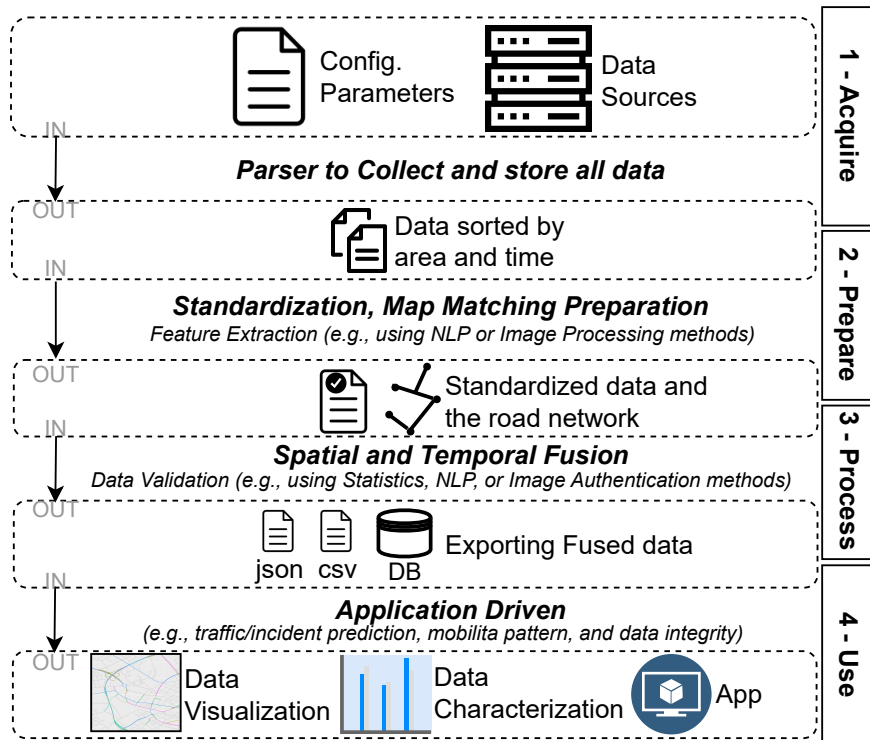 Config.
Parameters
Data
Sources
1 - Acquire
IN
Parser to Collect and store all data
OUT
Data sorted by
area and time
IN
2 - Prepare
Standardization, Map Matching Preparation
Feature Extraction (e.g., using NLP or Image Processing methods)
OUT
Standardized data and
the road network
IN
3 - Process
Spatial and Temporal Fusion
Data Validation (e.g., using Statistics, NLP, or Image Authentication methods)
OUT
json
csv
DB
Exporting Fused data
IN
4 - Use
Application Driven
(e.g., traffic/incident prediction, mobilita pattern, and data integrity)
OUT
Data
Visualization
Data
Characterization
App